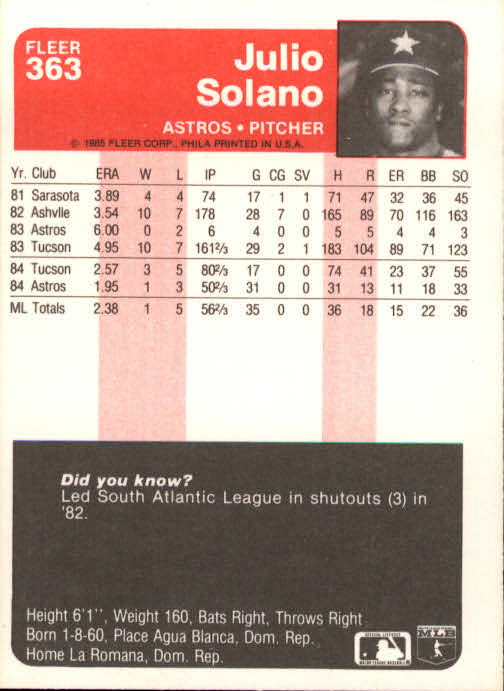 FLEER
363
Julio
Solano
ASTROS • PITCHER
© 1985 FLEER CORP., PHILA PRINTED IN U.S.A.
Yr. Club ERA W L IP G CG SV H R ER BB SO
81 Sarasota 3.89 4 4 74 17 1 1 71 47 32 36 45
82 Ashvlle 3.54 10 7 178 28 7 0 165 89 70 116 163
83 Astros 6.00 0 2 6 4 0 0 5 5 4 4 3
83 Tucson 4.95 10 7 161⅔ 29 2 1 183 104 89 71 123
84 Tucson 2.57 3 5 80⅔ 17 0 0 74 41 23 37 55
84 Astros 1.95 1 3 50⅔ 31 0 0 31 13 11 18 33
ML Totals 2.38 1 5 56⅔ 35 0 0 36 18 15 22 36
Did you know?
Led South Atlantic League in shutouts (3) in
'82.
Height 6'1'', Weight 160, Bats Right, Throws Right
Born 1-8-60, Place Agua Blanca, Dom. Rep.
Home La Romana, Dom. Rep.
OFFICIAL LICENSEE
MAJOR LEAGUE BASEBALL